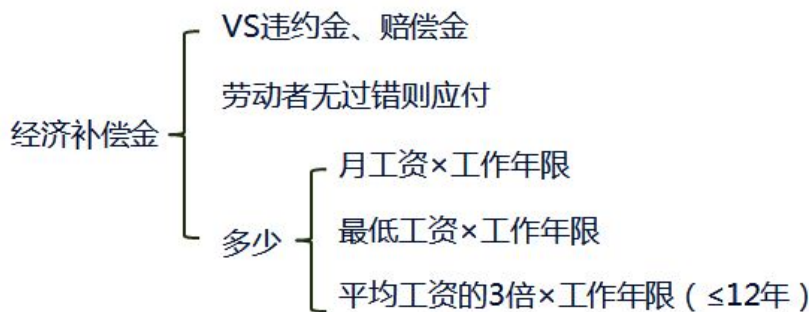 VS违约金、赔偿金
劳动者无过错则应付
经济补偿金
月工资×工作年限
多少
最低工资×工作年限
平均工资的3倍×工作年限（≤12年）